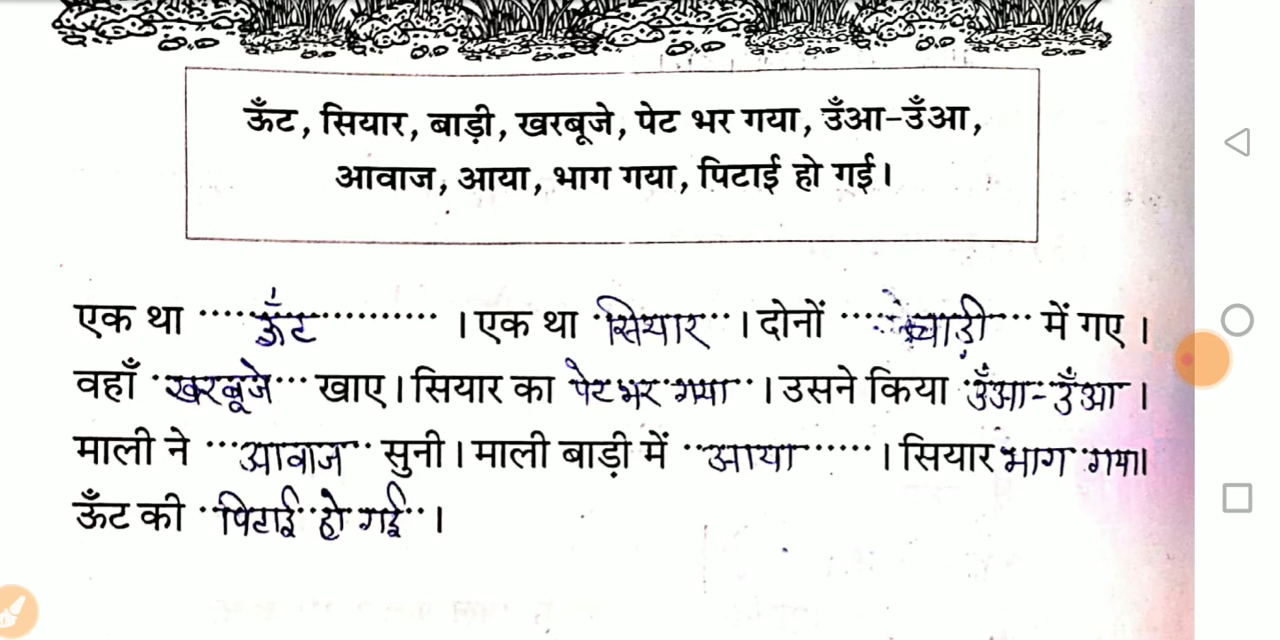 ऊँट, सियार, बाड़ी, खरबूजे, पेट भर गया, उँआ-उँआ,
आवाज, आया, भाग गया, पिटाई हो गई।
एक था ऊँट । एक था सियार । दोनों बाड़ी में गए ।
वहाँ खरबूजे खाए । सियार का पेट भर गया । उसने किया उँआ-उँआ ।
माली ने आवाज सुनी । माली बाड़ी में आया । सियार भाग गया।
ऊँट की पिटाई हो गई ।